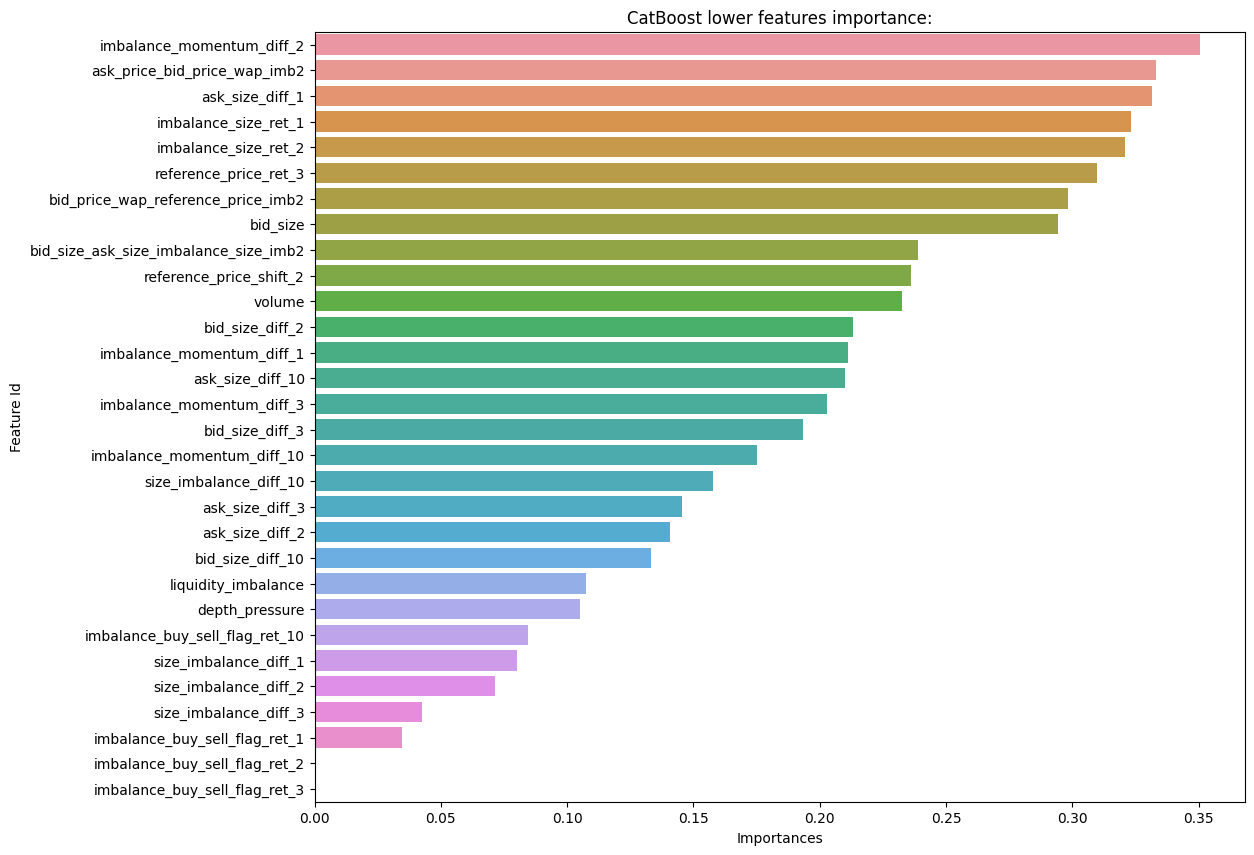 CatBoost lower features importance:
imbalance_momentum_diff_2
ask_price_bid_price_wap_imb2
ask_size_diff_1
imbalance_size_ret_1
imbalance_size_ret_2
reference_price_ret_3
bid_price_wap_reference_price_imb2
bid_size
bid_size_ask_size_imbalance_size_imb2
reference_price_shift_2
volume
bid_size_diff_2
imbalance_momentum_diff_1
ask_size_diff_10
imbalance_momentum_diff_3
bid_size_diff_3
imbalance_momentum_diff_10
size_imbalance_diff_10
ask_size_diff_3
ask_size_diff_2
bid_size_diff_10
liquidity_imbalance
depth_pressure
imbalance_buy_sell_flag_ret_10
size_imbalance_diff_1
size_imbalance_diff_2
size_imbalance_diff_3
imbalance_buy_sell_flag_ret_1
imbalance_buy_sell_flag_ret_2
imbalance_buy_sell_flag_ret_3
Feature Id
0.00 0.05 0.10 0.15 0.20 0.25 0.30 0.35
Importances